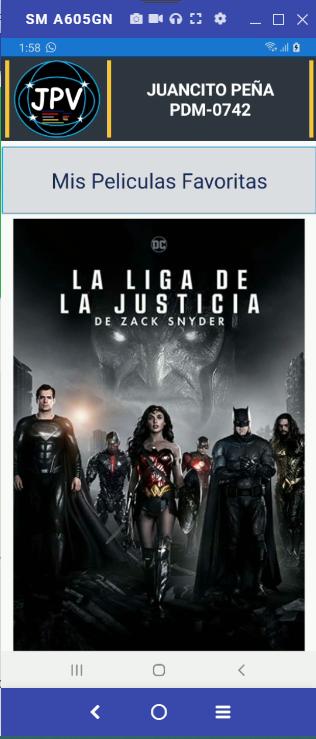 SM A605GN
1:58
JPV
JUANCITO PEÑA
PDM-0742
Mis Peliculas Favoritas
DC
LA LIGA DE
LA JUSTICIA
DE ZACK SNYDER